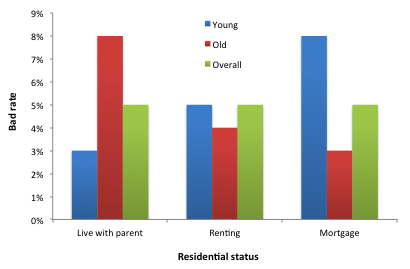 9%
8%
7%
6%
5%
4%
3%
2%
1%
0%
Bad rate
Young
Old
Overall
Live with parent
Renting
Mortgage
Residential status